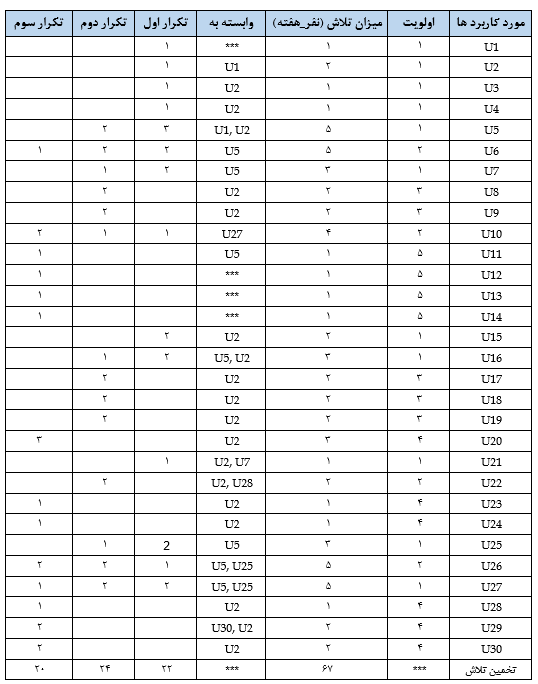 مورد کاربرد ها اولویت میزان تلاش (نفر_هفته) وابسته به تکرار اول تکرار دوم تکرار سوم
U1 ۱ ۱ *** ۱
U2 ۱ ۲ U1 ۱
U3 ۱ ۱ U2 ۱
U4 ۱ ۱ U2 ۱
U5 ۱ ۵ U1, U2 ۳ ۲
U6 ۲ ۵ U5 ۲ ۲ ۱
U7 ۱ ۳ U5 ۲ ۱
U8 ۳ ۲ U2 ۲
U9 ۳ ۲ U2 ۲
U10 ۲ ۴ U27 ۱ ۱ ۲
U11 ۵ ۱ U5 ۱
U12 ۵ ۱ *** ۱
U13 ۵ ۱ *** ۱
U14 ۵ ۱ *** ۱
U15 ۱ ۲ U2 ۲
U16 ۱ ۳ U5, U2 ۲ ۱
U17 ۳ ۲ U2 ۲
U18 ۳ ۲ U2 ۲
U19 ۳ ۲ U2 ۲
U20 ۴ ۳ U2 ۳
U21 ۱ ۱ U2, U7 ۱
U22 ۲ ۲ U2, U28 ۲
U23 ۴ ۱ U2 ۱
U24 ۴ ۱ U2 ۱
U25 ۱ ۳ U5 2 ۱
U26 ۲ ۵ U5, U25 ۱ ۲ ۲
U27 ۱ ۵ U5, U25 ۲ ۲ ۱
U28 ۴ ۱ U2 ۱
U29 ۴ ۲ U30, U2 ۲
U30 ۴ ۲ U2 ۲
تخمین تلاش *** ۶۷ *** ۲۲ ۲۴ ۲۰